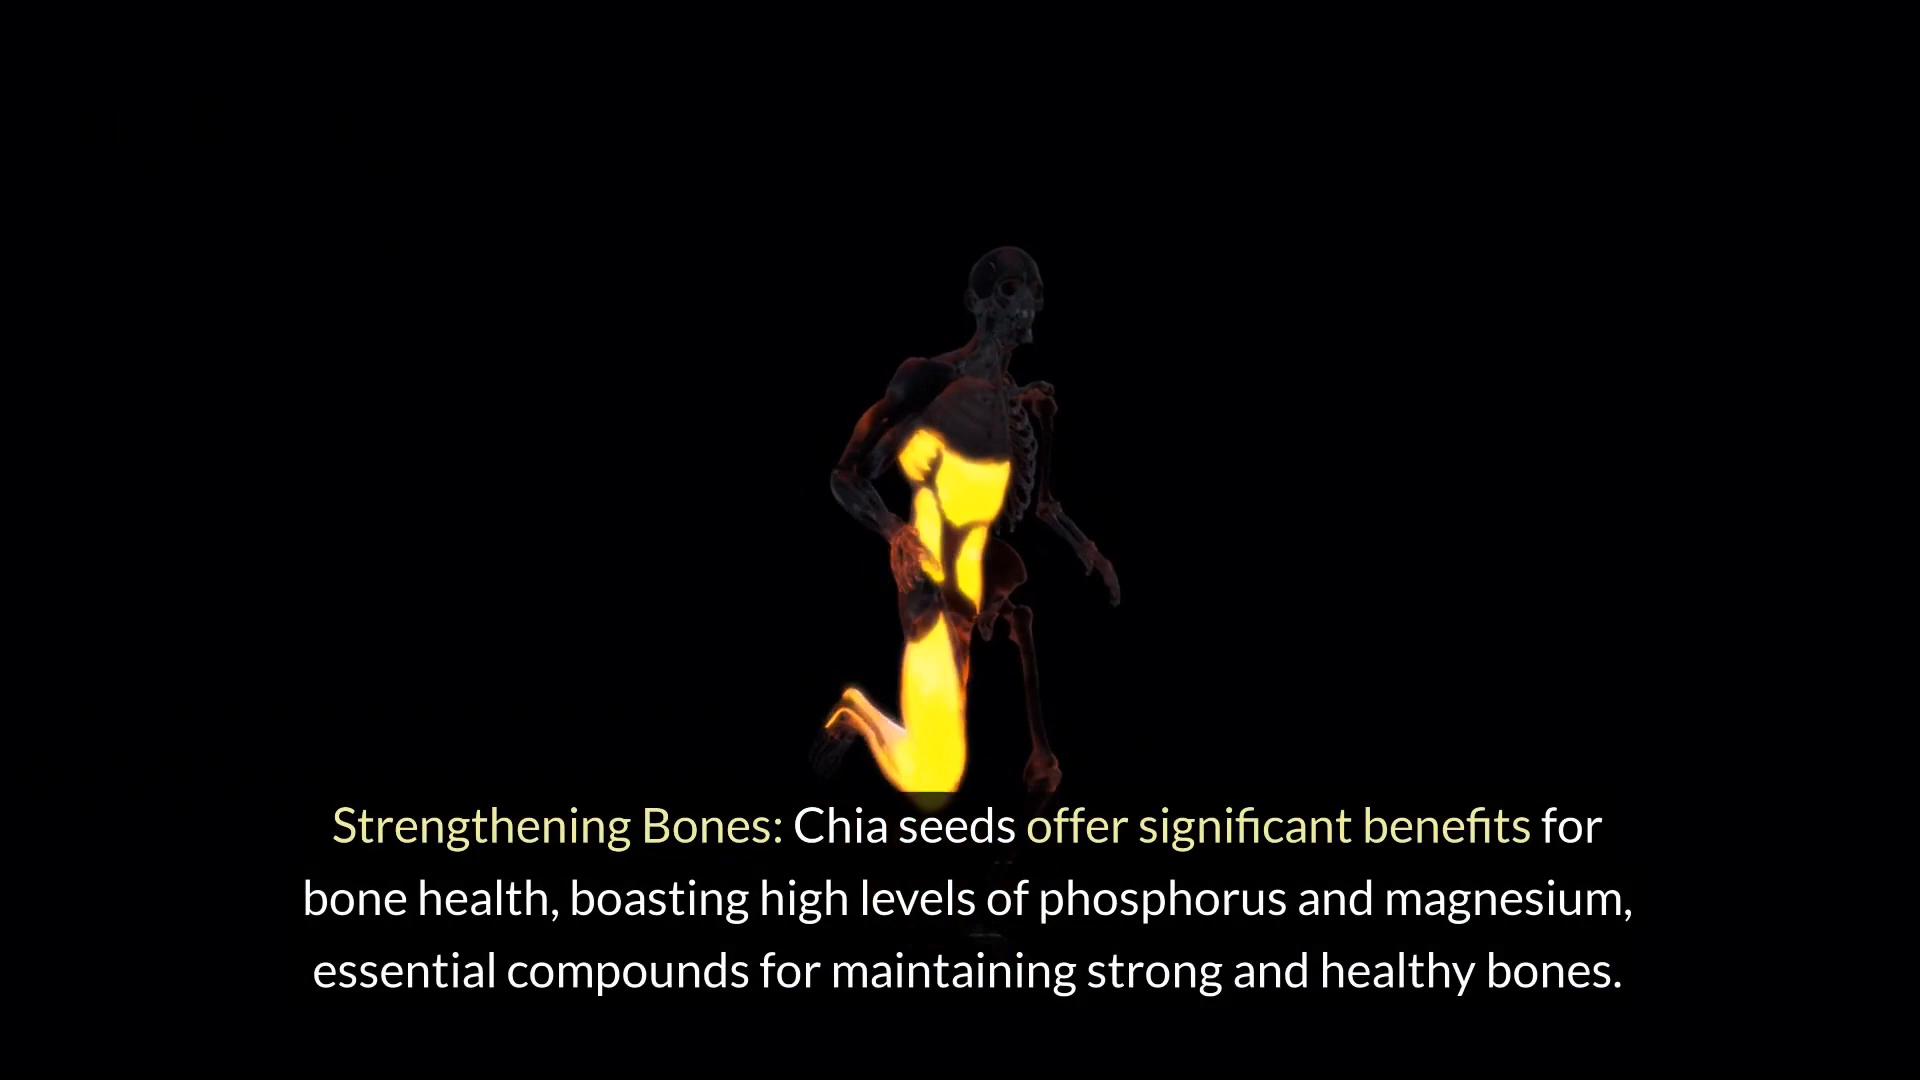 Strengthening Bones: Chia seeds offer significant benefits for
bone health, boasting high levels of phosphorus and magnesium,
essential compounds for maintaining strong and healthy bones.